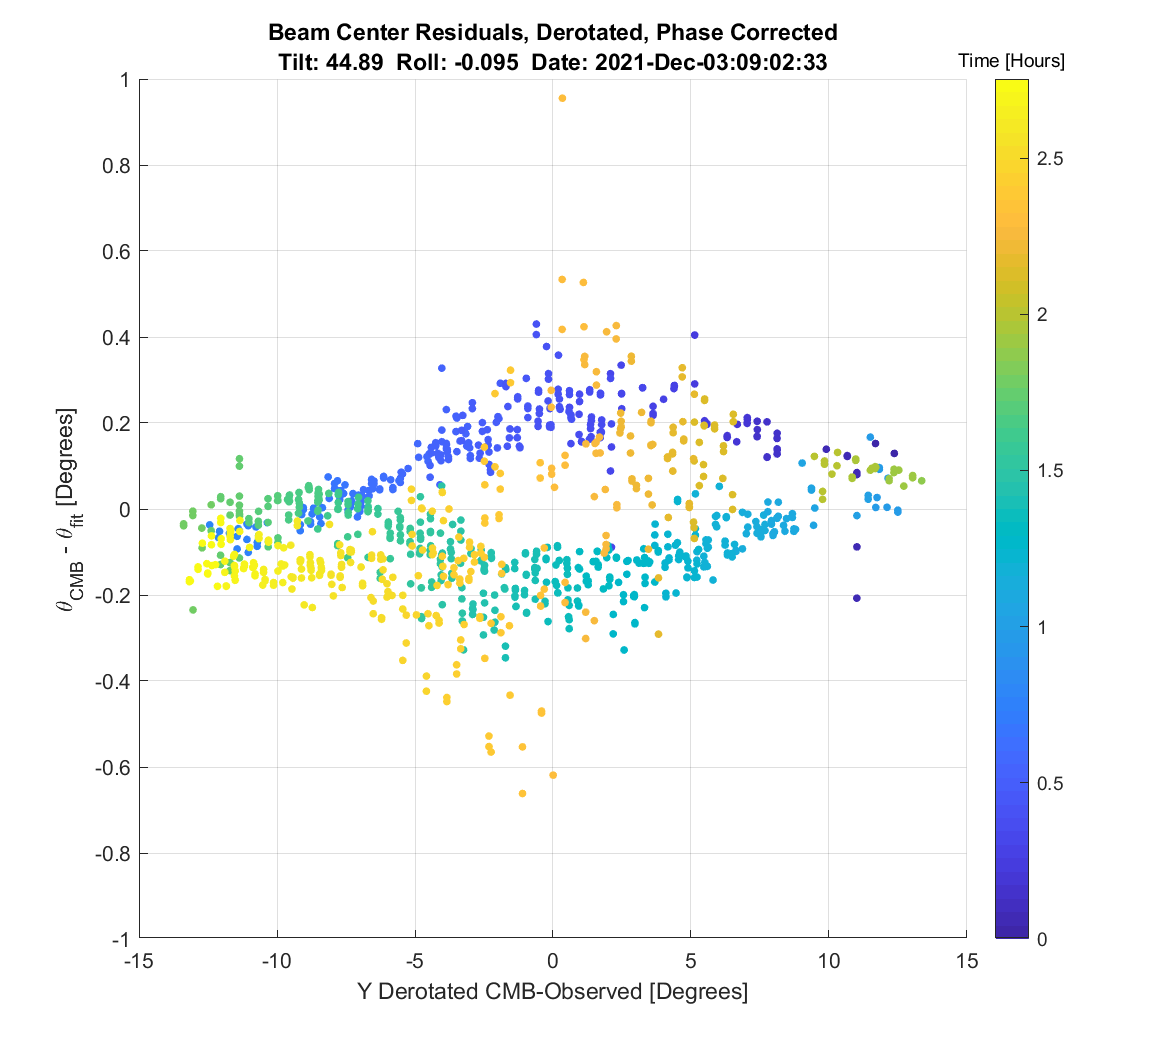 Beam Center Residuals, Derotated, Phase Corrected
Tilt: 44.89  Roll: -0.095  Date: 2021-Dec-03:09:02:33
Time [Hours]
1
0.8
0.6
0.4
0.2
0
-0.2
-0.4
-0.6
-0.8
-1
θCMB - θfit [Degrees]
-15 -10 -5 0 5 10 15
Y Derotated CMB-Observed [Degrees]
2.5
2
1.5
1
0.5
0